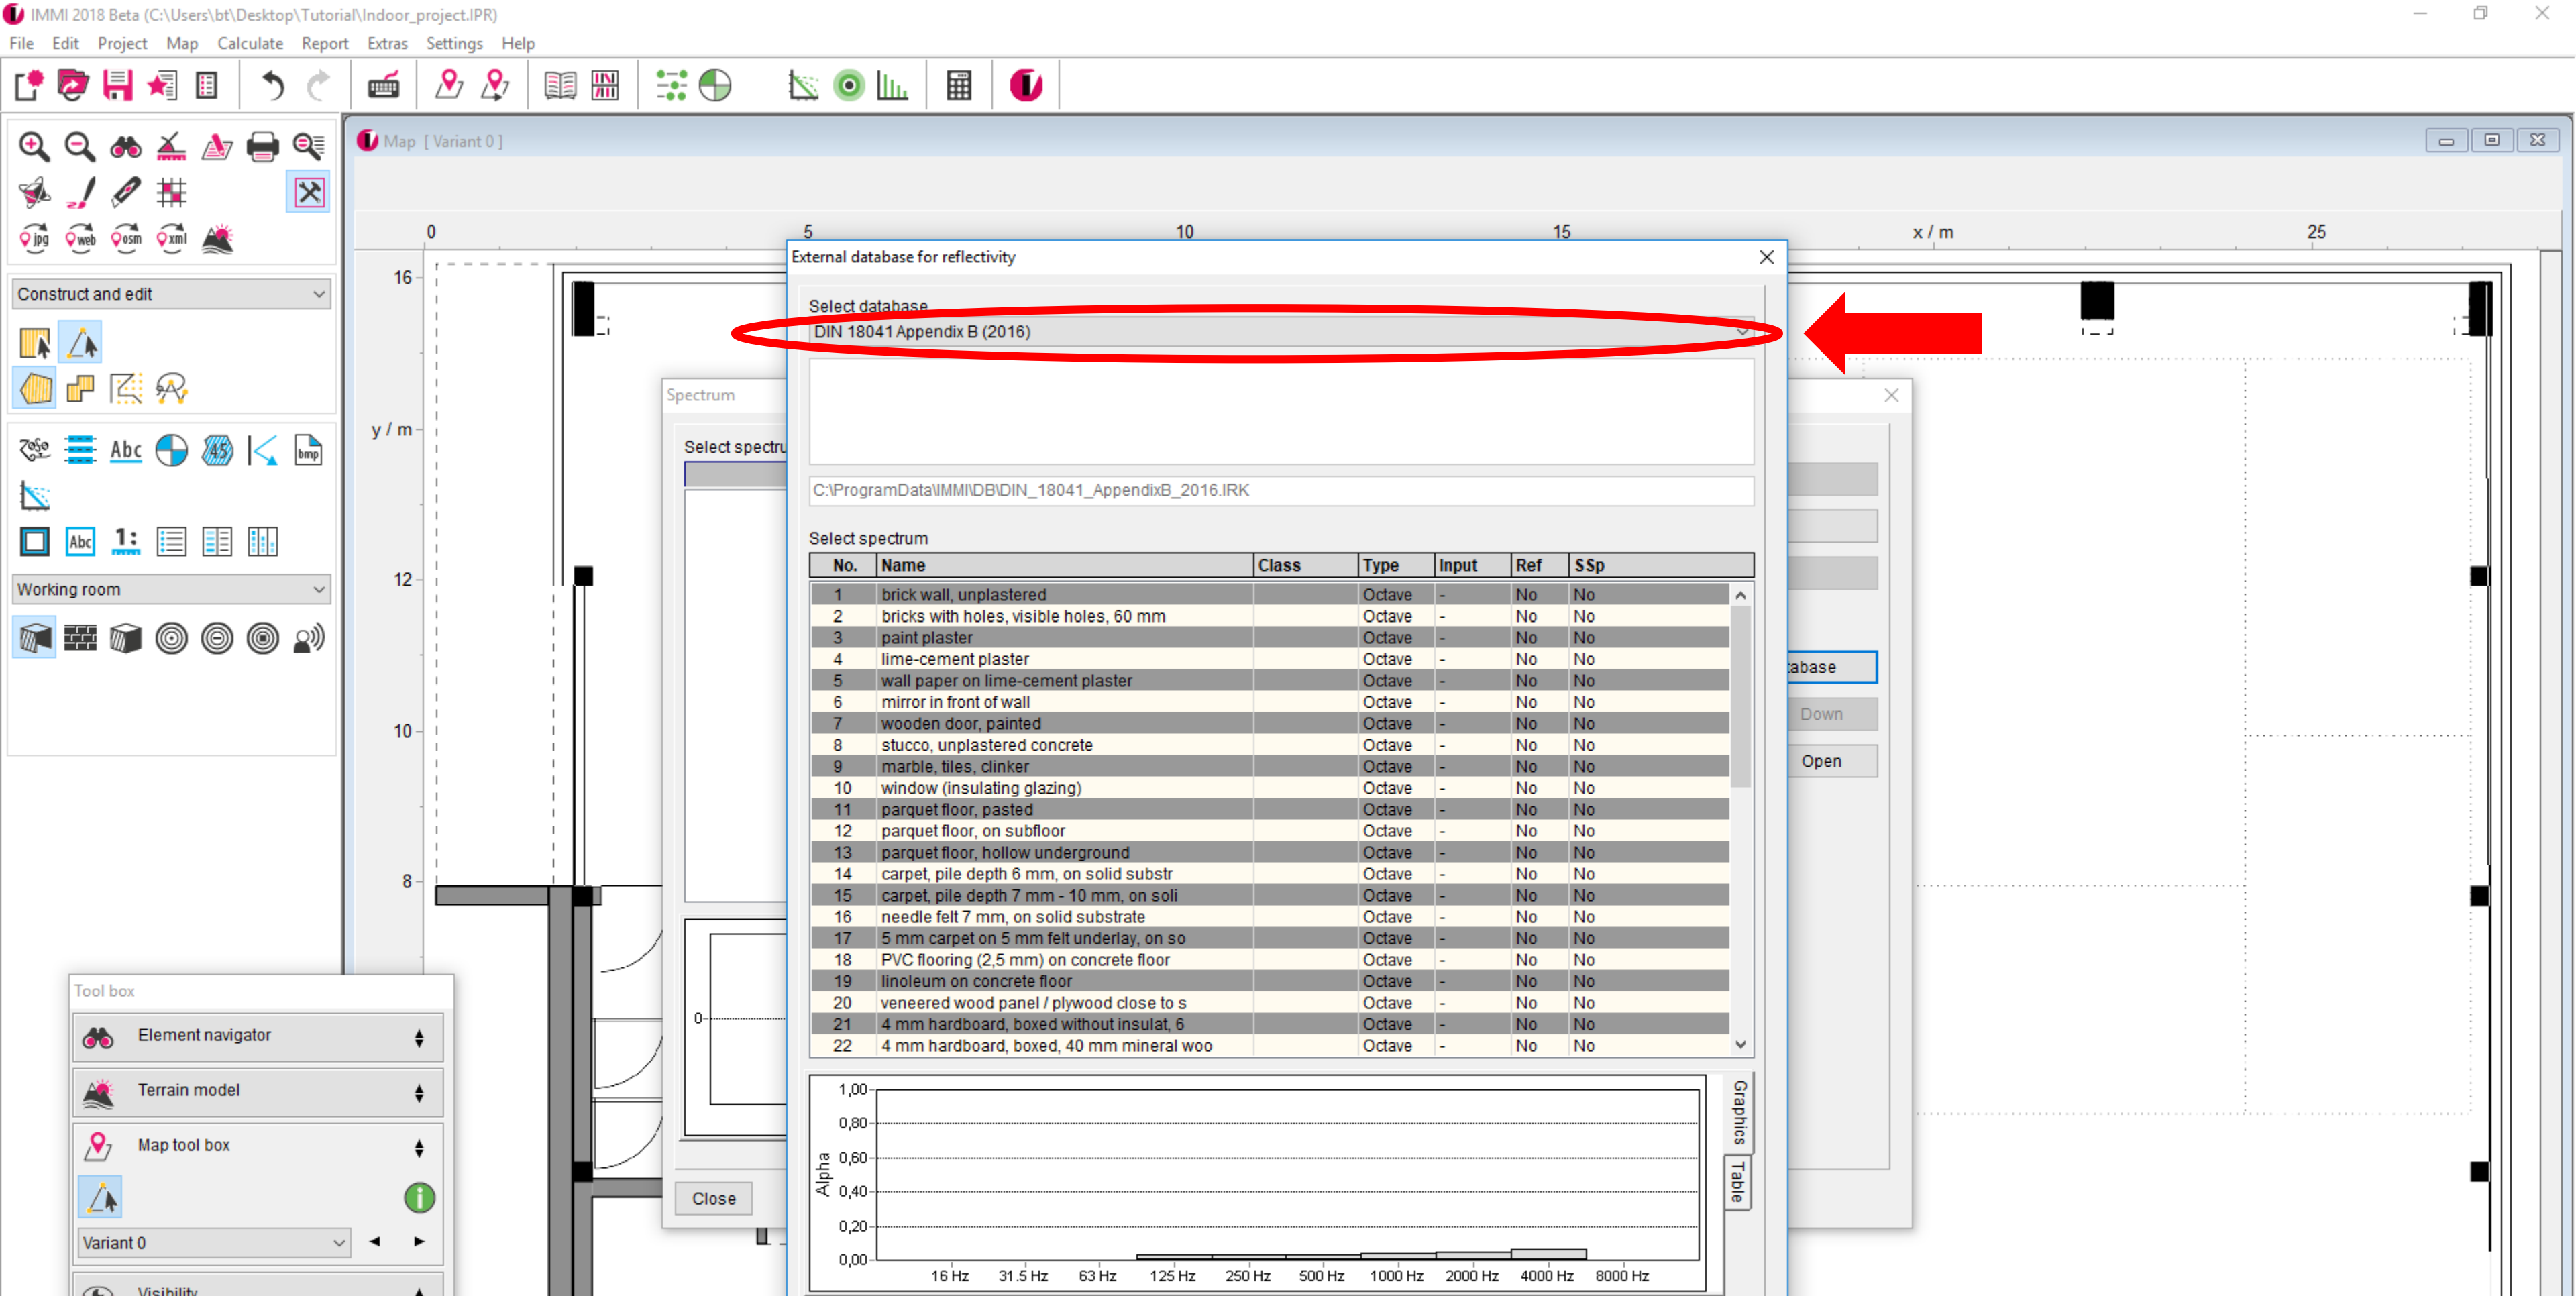 IMMI 2018 Beta (C:\Users\bt\Desktop\Tutorial\Indoor_project.IPR)
File Edit Project Map Calculate Report Extras Settings Help
Map [ Variant 0 ]
jpg web osm xml
0 5 10 15 x / m 25
External database for reflectivity
16
Construct and edit
Select database
DIN 18041 Appendix B (2016)
Spectrum
y / m
Select spectru
Abc 45 bmp
C:\ProgramData\IMMI\DB\DIN_18041_AppendixB_2016.IRK
Abc 1:
Select spectrum
No. Name Class Type Input Ref SSp
12
Working room
1 brick wall, unplastered Octave - No No
2 bricks with holes, visible holes, 60 mm Octave - No No
3 paint plaster Octave - No No
4 lime-cement plaster Octave - No No
5 wall paper on lime-cement plaster Octave - No No
6 mirror in front of wall Octave - No No
7 wooden door, painted Octave - No No
8 stucco, unplastered concrete Octave - No No
9 marble, tiles, clinker Octave - No No
10 window (insulating glazing) Octave - No No
11 parquet floor, pasted Octave - No No
12 parquet floor, on subfloor Octave - No No
13 parquet floor, hollow underground Octave - No No
14 carpet, pile depth 6 mm, on solid substr Octave - No No
15 carpet, pile depth 7 mm - 10 mm, on soli Octave - No No
16 needle felt 7 mm, on solid substrate Octave - No No
17 5 mm carpet on 5 mm felt underlay, on so Octave - No No
18 PVC flooring (2,5 mm) on concrete floor Octave - No No
19 linoleum on concrete floor Octave - No No
20 veneered wood panel / plywood close to s Octave - No No
21 4 mm hardboard, boxed without insulat, 6 Octave - No No
22 4 mm hardboard, boxed, 40 mm mineral woo Octave - No No
abase
Down
Open
10
8
0
Tool box
Element navigator
Terrain model
Map tool box
Variant 0
Visibility
Close
1,00
0,80
0,60
0,40
0,20
0,00
Alpha
16 Hz 31.5 Hz 63 Hz 125 Hz 250 Hz 500 Hz 1000 Hz 2000 Hz 4000 Hz 8000 Hz
Graphics
Table